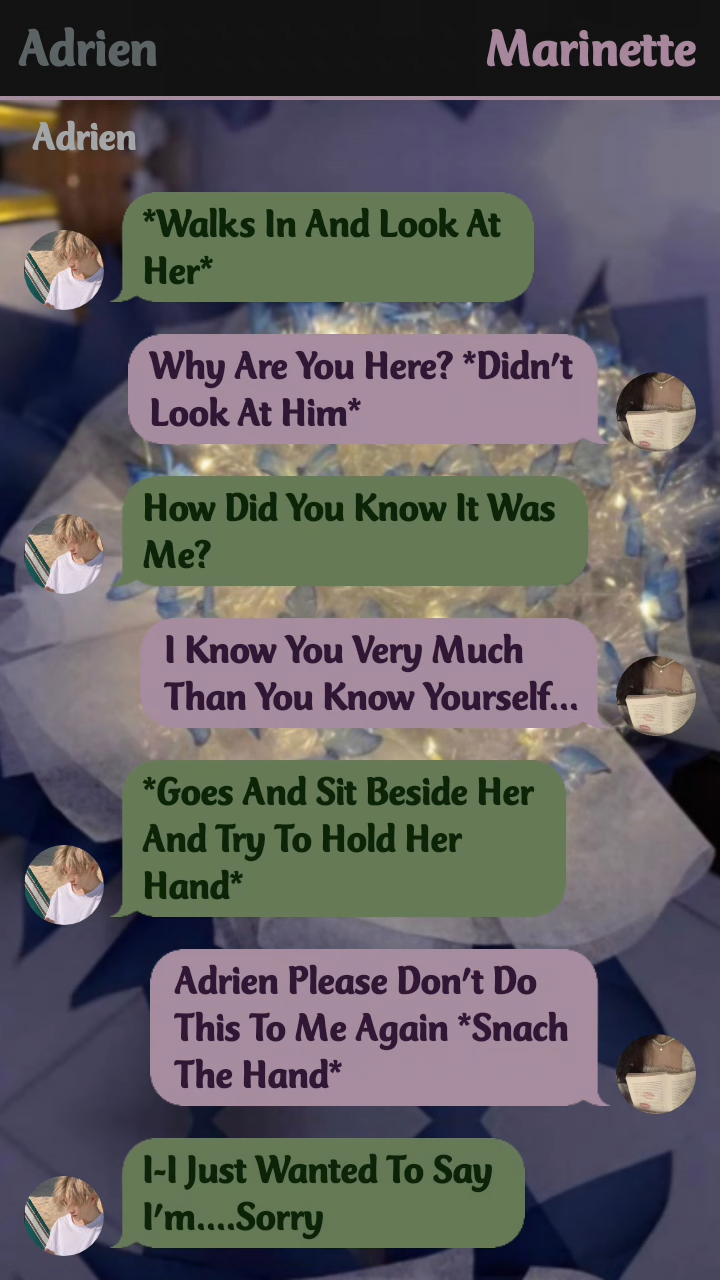 Adrien
Marinette
Adrien
*Walks In And Look At
Her*
Why Are You Here? *Didn't
Look At Him*
How Did You Know It Was
Me?
I Know You Very Much
Than You Know Yourself...
*Goes And Sit Beside Her
And Try To Hold Her
Hand*
Adrien Please Don't Do
This To Me Again *Snach
The Hand*
I-I Just Wanted To Say
I'm....Sorry